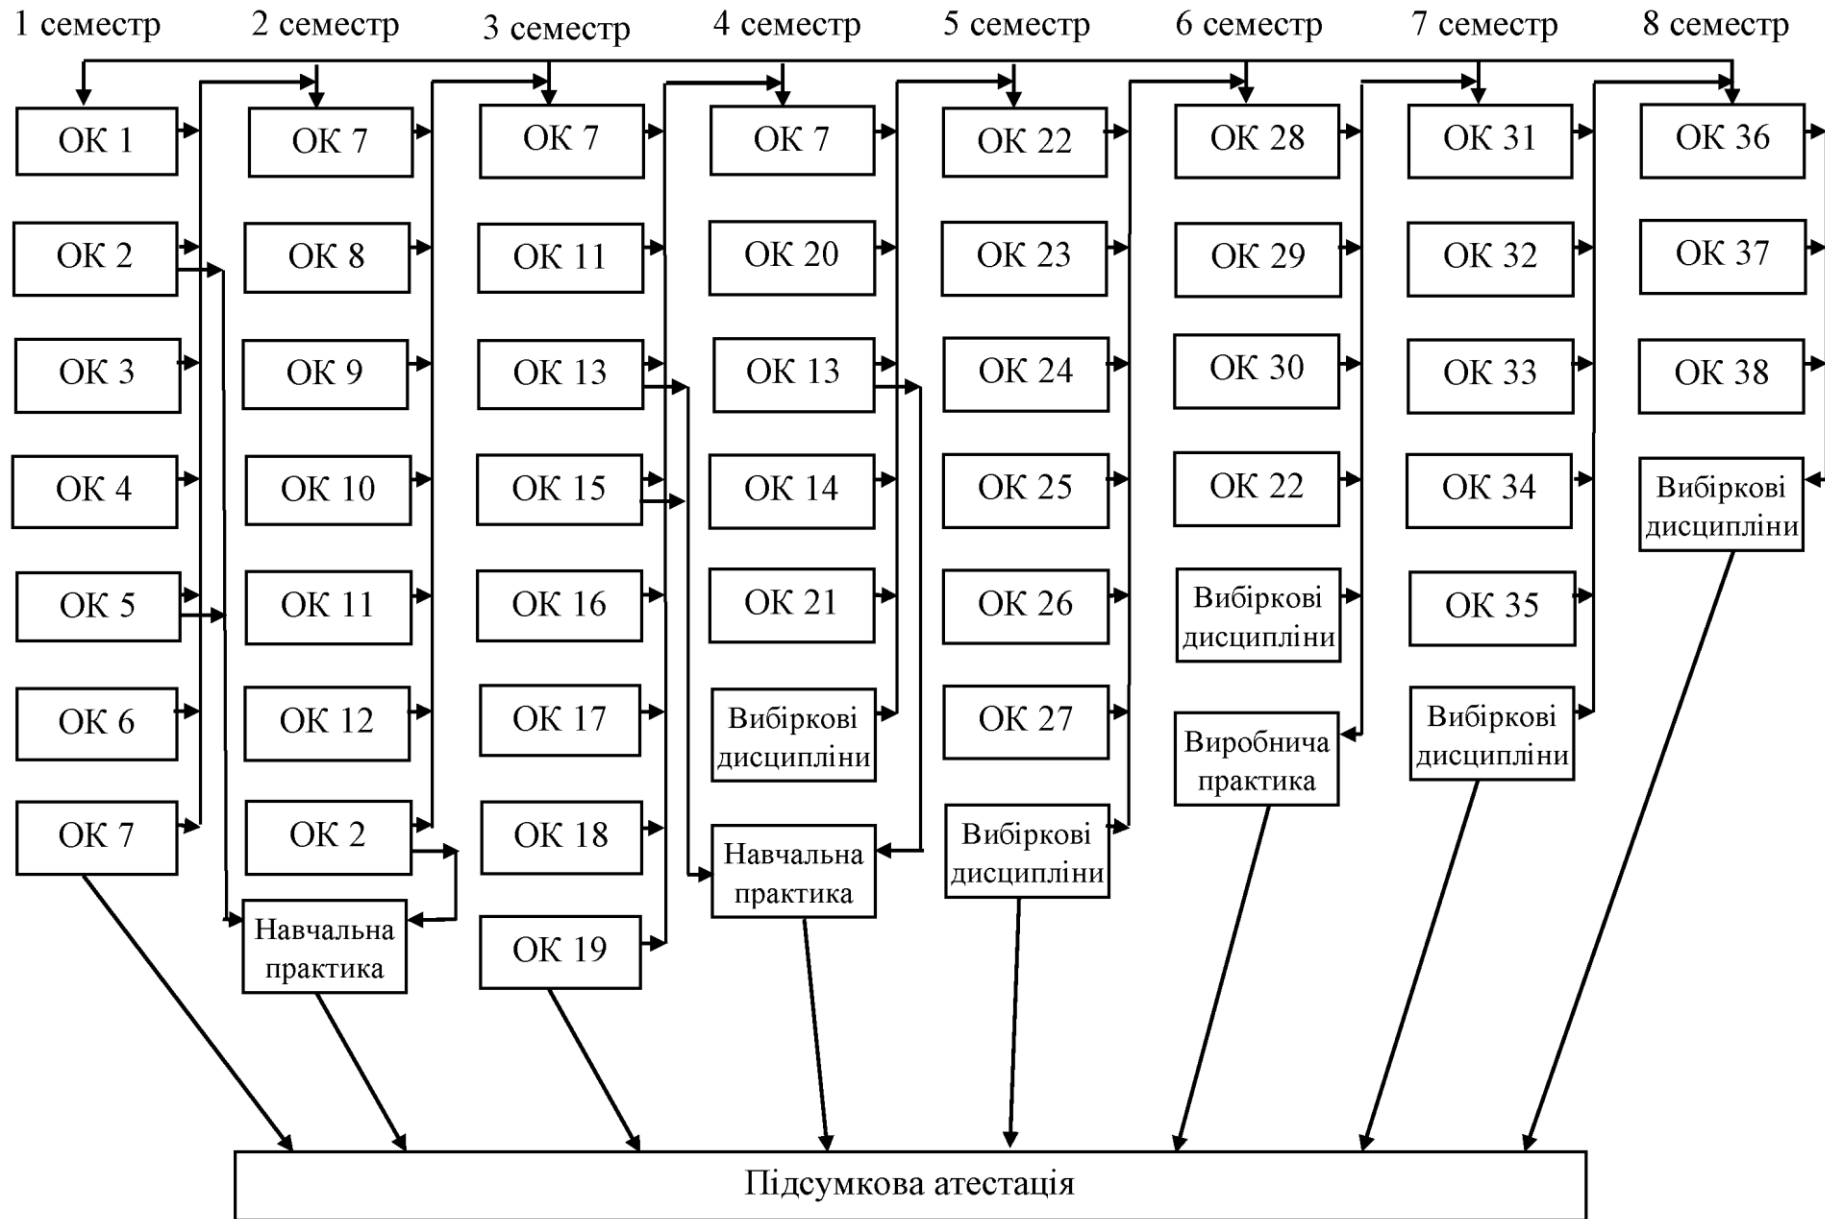 1 семестр
2 семестр
3 семестр
4 семестр
5 семестр
6 семестр
7 семестр
8 семестр
ОК 1
ОК 2
ОК 3
ОК 4
ОК 5
ОК 6
ОК 7
ОК 7
ОК 8
ОК 9
ОК 10
ОК 11
ОК 12
ОК 2
Навчальна
практика
ОК 7
ОК 11
ОК 13
ОК 15
ОК 16
ОК 17
ОК 18
ОК 19
ОК 7
ОК 20
ОК 13
ОК 14
ОК 21
Вибіркові
дисципліни
Навчальна
практика
ОК 22
ОК 23
ОК 24
ОК 25
ОК 26
ОК 27
Вибіркові
дисципліни
ОК 28
ОК 29
ОК 30
ОК 22
Вибіркові
дисципліни
Виробнича
практика
ОК 31
ОК 32
ОК 33
ОК 34
ОК 35
Вибіркові
дисципліни
ОК 36
ОК 37
ОК 38
Вибіркові
дисципліни
Підсумкова атестація